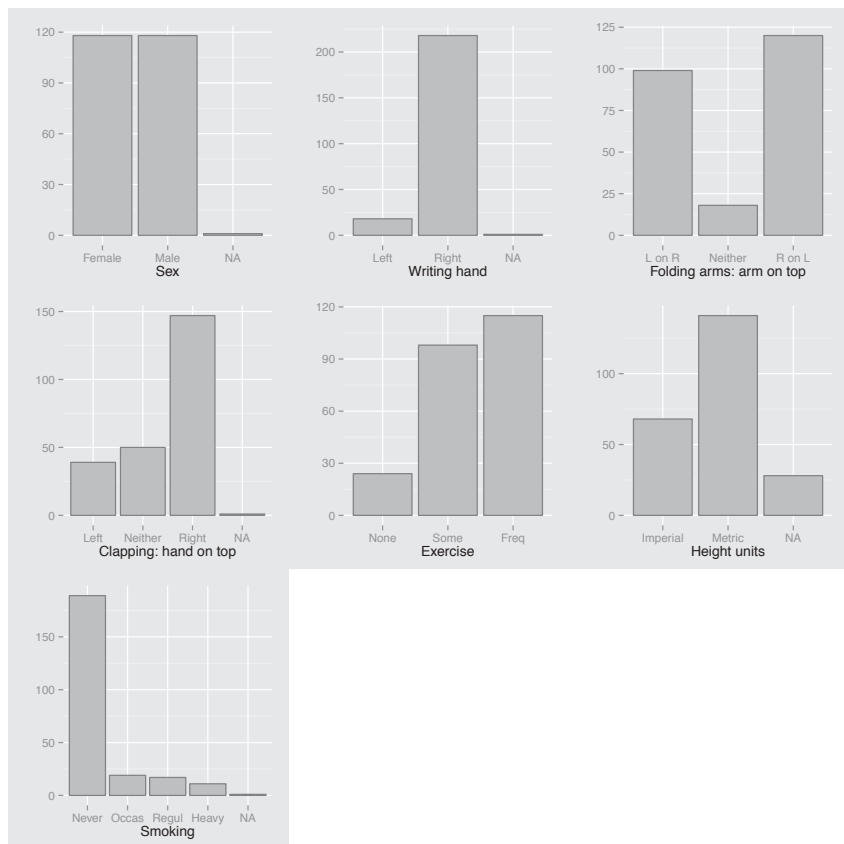 120
90
60
30
0
Female Male NA
Sex
200
150
100
50
0
Left Right NA
Writing hand
125
100
75
50
25
0
L on R Neither R on L
Folding arms: arm on top
150
100
50
0
Left Neither Right NA
Clapping: hand on top
120
90
60
30
0
None Some Freq
Exercise
100
50
0
Imperial Metric NA
Height units
150
100
50
0
Never Occas Regul Heavy NA
Smoking